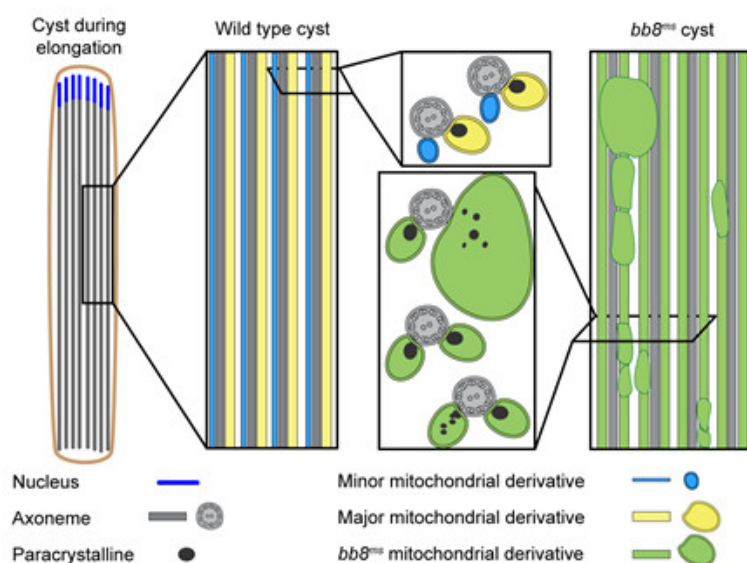 Cyst during
elongation
Wild type cyst
bb8ᵐˢ cyst
Nucleus
Axoneme
Paracrystalline
Minor mitochondrial derivative
Major mitochondrial derivative
bb8ᵐˢ mitochondrial derivative